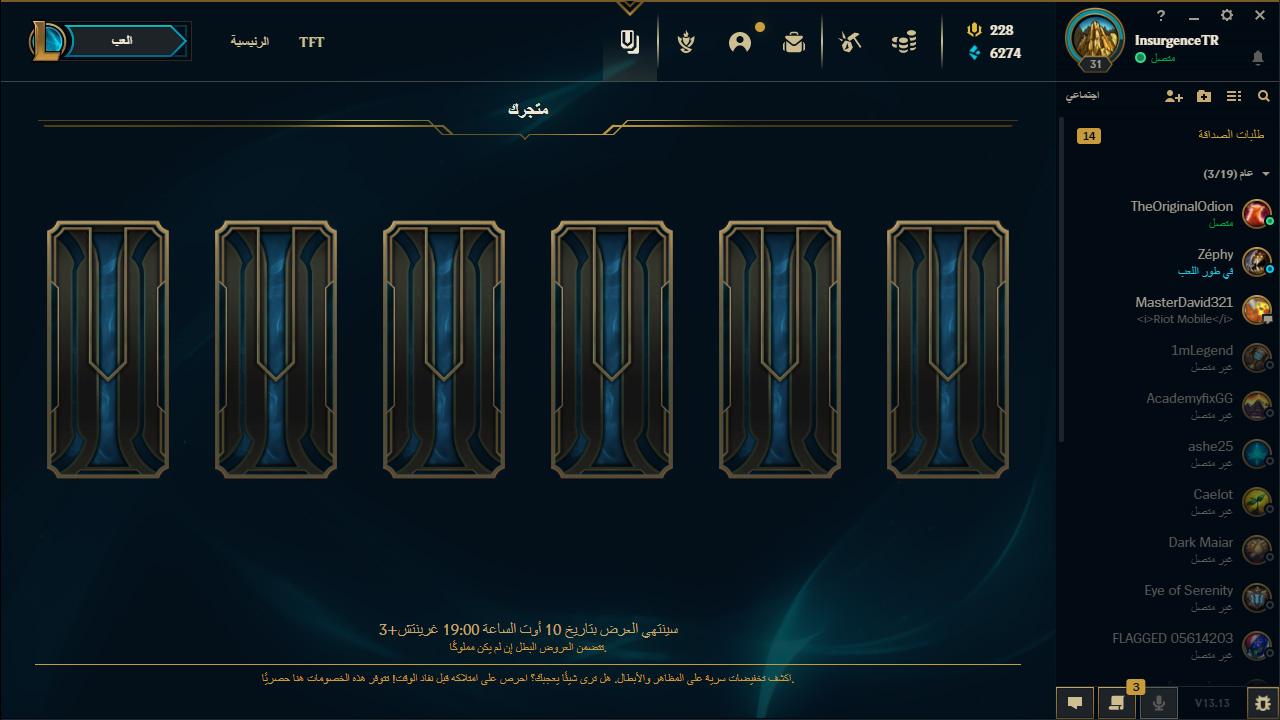 العب
الرئيسية
TFT
228
6274
InsurgenceTR
متصل
31
متجرك
سينتهي العرض بتاريخ 10 أوت الساعة 19:00 غرينتش+3
تتضمن العروض البطل إن لم يكن مملوكًا.
اكتشف تخفيضات سرية على المظاهر والأبطال. هل ترى شيئًا يعجبك؟ احرص على امتلاكه قبل نفاد الوقت! تتوفر هذه الخصومات هنا حصريًا.
اجتماعي
طلبات الصداقة
14
عام (3/19)
TheOriginalOdion
متصل
Zéphy
في طور اللعب
MasterDavid321
<i>Riot Mobile</i>
1mLegend
غير متصل
AcademyfixGG
غير متصل
ashe25
غير متصل
Caelot
غير متصل
Dark Maiar
غير متصل
Eye of Serenity
غير متصل
FLAGGED 05614203
غير متصل
3
V13.13